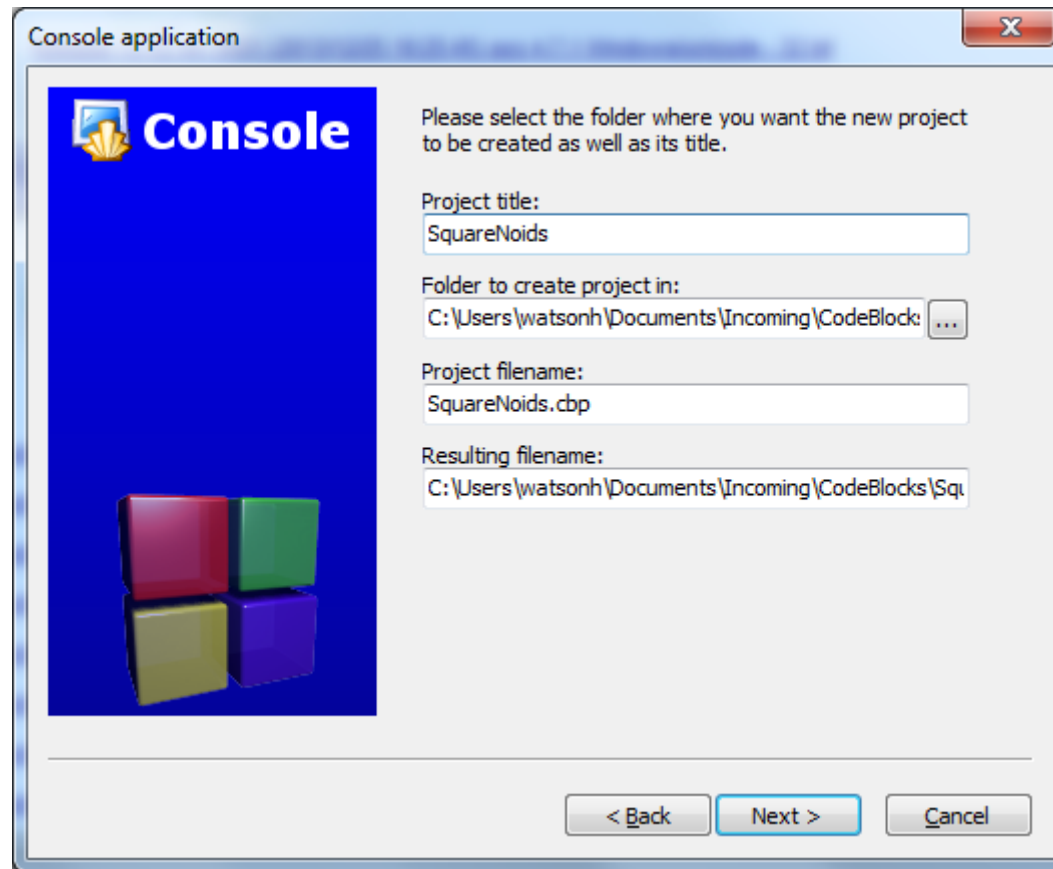 Console application
Console
Please select the folder where you want the new project
to be created as well as its title.
Project title:
SquareNoids
Folder to create project in:
C:\Users\watsonh\Documents\Incoming\CodeBlocks
...
Project filename:
SquareNoids.cbp
Resulting filename:
C:\Users\watsonh\Documents\Incoming\CodeBlocks\Squ
< Back
Next >
Cancel